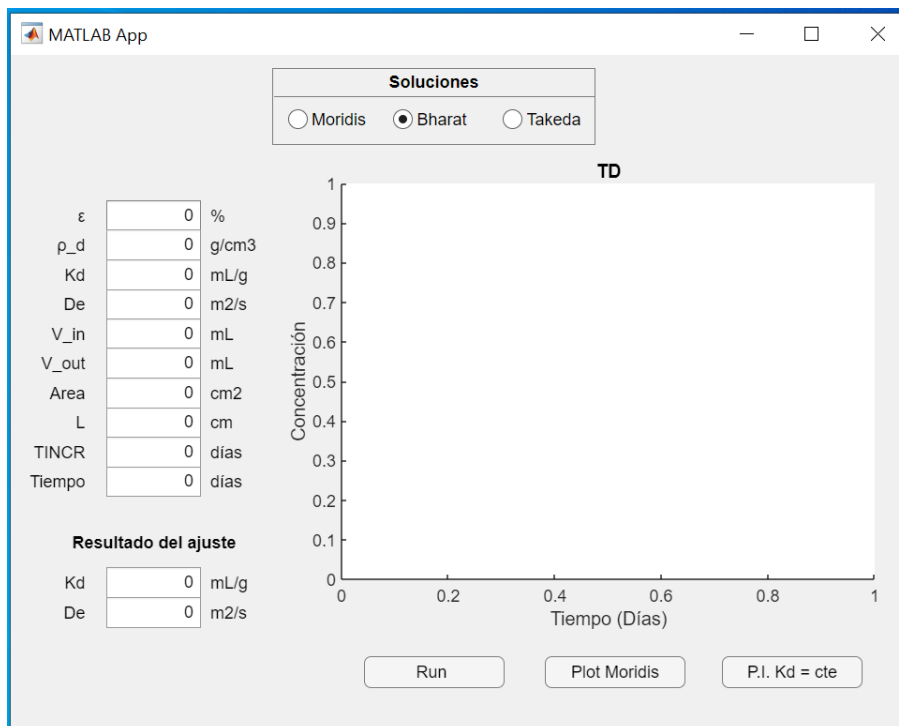 MATLAB App
Soluciones
Moridis Bharat Takeda
ε 0 %
ρ_d 0 g/cm3
Kd 0 mL/g
De 0 m2/s
V_in 0 mL
V_out 0 mL
Area 0 cm2
L 0 cm
TINCR 0 días
Tiempo 0 días
Resultado del ajuste
Kd 0 mL/g
De 0 m2/s
TD
Concentración
1
0.9
0.8
0.7
0.6
0.5
0.4
0.3
0.2
0.1
0
0 0.2 0.4 0.6 0.8 1
Tiempo (Días)
Run Plot Moridis P.I. Kd = cte